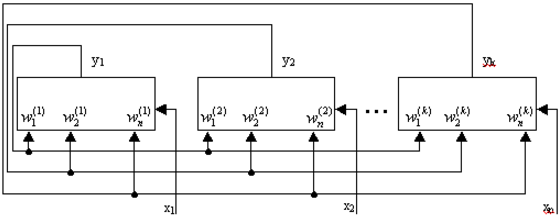 y₁ y₂ yₖ
w₁⁽¹⁾ w₂⁽¹⁾ wₙ⁽¹⁾ w₁⁽²⁾ w₂⁽²⁾ wₙ⁽²⁾ ••• w₁⁽ᵏ⁾ w₂⁽ᵏ⁾ wₙ⁽ᵏ⁾
x₁ x₂ xₙ